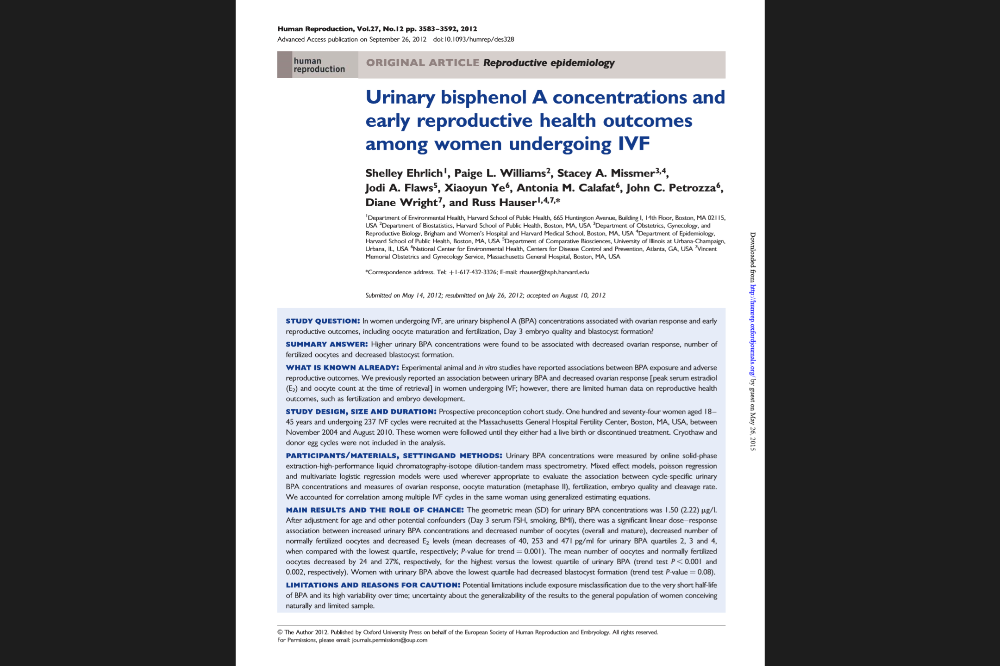 Human Reproduction, Vol.27, No.12 pp. 3583–3592, 2012
Advanced Access publication on September 26, 2012 doi:10.1093/humrep/des328
human
reproduction
ORIGINAL ARTICLE Reproductive epidemiology
Urinary bisphenol A concentrations and
early reproductive health outcomes
among women undergoing IVF
Shelley Ehrlich¹, Paige L. Williams², Stacey A. Missmer³,⁴,
Jodi A. Flaws⁵, Xiaoyun Ye⁶, Antonia M. Calafat⁶, John C. Petrozza⁶,
Diane Wright⁷, and Russ Hauser¹,⁴,⁷,*
¹Department of Environmental Health, Harvard School of Public Health, 665 Huntington Avenue, Building I, 14th Floor, Boston, MA 02115,
USA ²Department of Biostatistics, Harvard School of Public Health, Boston, MA, USA ³Department of Obstetrics, Gynecology, and
Reproductive Biology, Brigham and Women's Hospital and Harvard Medical School, Boston, MA, USA ⁴Department of Epidemiology,
Harvard School of Public Health, Boston, MA, USA ⁵Department of Comparative Biosciences, University of Illinois at Urbana-Champaign,
Urbana, IL, USA ⁶National Center for Environmental Health, Centers for Disease Control and Prevention, Atlanta, GA, USA ⁷Vincent
Memorial Obstetrics and Gynecology Service, Massachusetts General Hospital, Boston, MA, USA
*Correspondence address. Tel: +1-617-432-3326; E-mail: rhauser@hsph.harvard.edu
Submitted on May 14, 2012; resubmitted on July 26, 2012; accepted on August 10, 2012
STUDY QUESTION: In women undergoing IVF, are urinary bisphenol A (BPA) concentrations associated with ovarian response and early
reproductive outcomes, including oocyte maturation and fertilization, Day 3 embryo quality and blastocyst formation?
SUMMARY ANSWER: Higher urinary BPA concentrations were found to be associated with decreased ovarian response, number of
fertilized oocytes and decreased blastocyst formation.
WHAT IS KNOWN ALREADY: Experimental animal and in vitro studies have reported associations between BPA exposure and adverse
reproductive outcomes. We previously reported an association between urinary BPA and decreased ovarian response [peak serum estradiol
(E₂) and oocyte count at the time of retrieval] in women undergoing IVF; however, there are limited human data on reproductive health
outcomes, such as fertilization and embryo development.
STUDY DESIGN, SIZE AND DURATION: Prospective preconception cohort study. One hundred and seventy-four women aged 18–
45 years and undergoing 237 IVF cycles were recruited at the Massachusetts General Hospital Fertility Center, Boston, MA, USA, between
November 2004 and August 2010. These women were followed until they either had a live birth or discontinued treatment. Cryothaw and
donor egg cycles were not included in the analysis.
PARTICIPANTS/MATERIALS, SETTINGAND METHODS: Urinary BPA concentrations were measured by online solid-phase
extraction-high-performance liquid chromatography-isotope dilution-tandem mass spectrometry. Mixed effect models, poisson regression
and multivariate logistic regression models were used wherever appropriate to evaluate the association between cycle-specific urinary
BPA concentrations and measures of ovarian response, oocyte maturation (metaphase II), fertilization, embryo quality and cleavage rate.
We accounted for correlation among multiple IVF cycles in the same woman using generalized estimating equations.
MAIN RESULTS AND THE ROLE OF CHANCE: The geometric mean (SD) for urinary BPA concentrations was 1.50 (2.22) μg/l.
After adjustment for age and other potential confounders (Day 3 serum FSH, smoking, BMI), there was a significant linear dose–response
association between increased urinary BPA concentrations and decreased number of oocytes (overall and mature), decreased number of
normally fertilized oocytes and decreased E₂ levels (mean decreases of 40, 253 and 471 pg/ml for urinary BPA quartiles 2, 3 and 4,
when compared with the lowest quartile, respectively; P-value for trend = 0.001). The mean number of oocytes and normally fertilized
oocytes decreased by 24 and 27%, respectively, for the highest versus the lowest quartile of urinary BPA (trend test P < 0.001 and
0.002, respectively). Women with urinary BPA above the lowest quartile had decreased blastocyst formation (trend test P-value = 0.08).
LIMITATIONS AND REASONS FOR CAUTION: Potential limitations include exposure misclassification due to the very short half-life
of BPA and its high variability over time; uncertainty about the generalizability of the results to the general population of women conceiving
naturally and limited sample.
© The Author 2012. Published by Oxford University Press on behalf of the European Society of Human Reproduction and Embryology. All rights reserved.
For Permissions, please email: journals.permissions@oup.com
Downloaded from http://humrep.oxfordjournals.org/ by guest on May 26, 2015